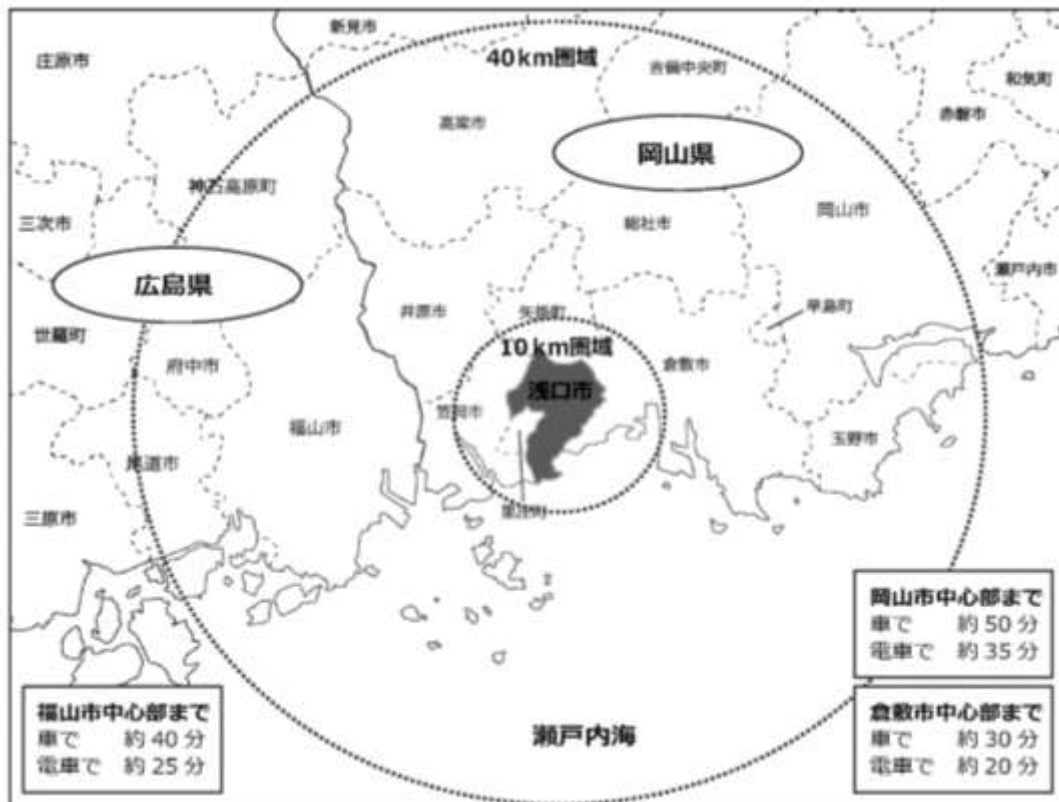 新見市
庄原市
40km圏域
吉備中央町
和気町
赤磐市
高梁市
岡山県
神石高原町
三次市
総社市
岡山市
瀬戸内市
広島県
井原市
矢掛町
早島町
世羅町
10km圏域
府中市
倉敷市
浅口市
笠岡市
福山市
玉野市
尾道市
三原市
里庄町
岡山市中心部まで
車で 約50分
電車で 約35分
福山市中心部まで
車で 約40分
電車で 約25分
瀬戸内海
倉敷市中心部まで
車で 約30分
電車で 約20分